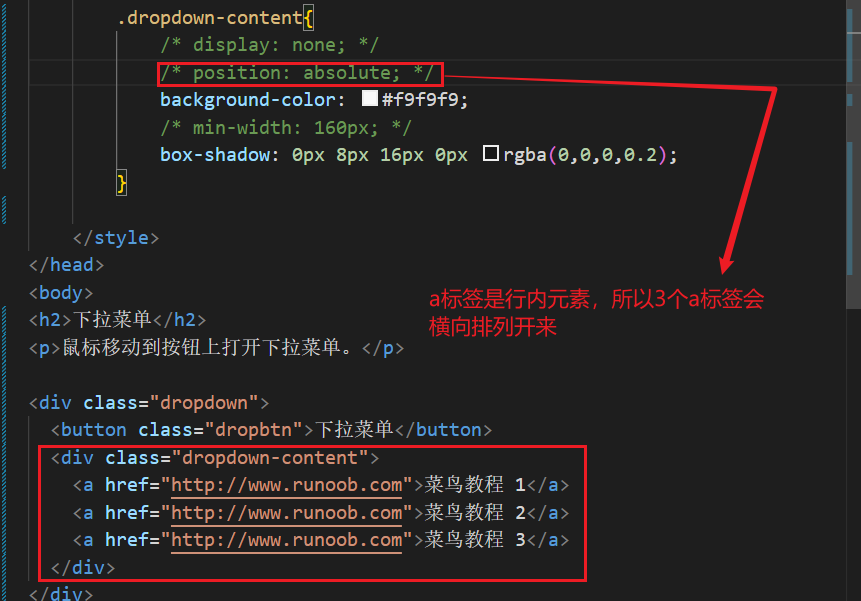 .dropdown-content{
/* display: none; */
/* position: absolute; */
background-color: #f9f9f9;
/* min-width: 160px; */
box-shadow: 0px 8px 16px 0px rgba(0,0,0,0.2);
}
</style>
</head>
<body>
<h2>下拉菜单</h2>
<p>鼠标移动到按钮上打开下拉菜单。</p>
a标签是行内元素，所以3个a标签会
横向排列开来
<div class="dropdown">
<button class="dropbtn">下拉菜单</button>
<div class="dropdown-content">
<a href="http://www.runoob.com">菜鸟教程 1</a>
<a href="http://www.runoob.com">菜鸟教程 2</a>
<a href="http://www.runoob.com">菜鸟教程 3</a>
</div>
</div>